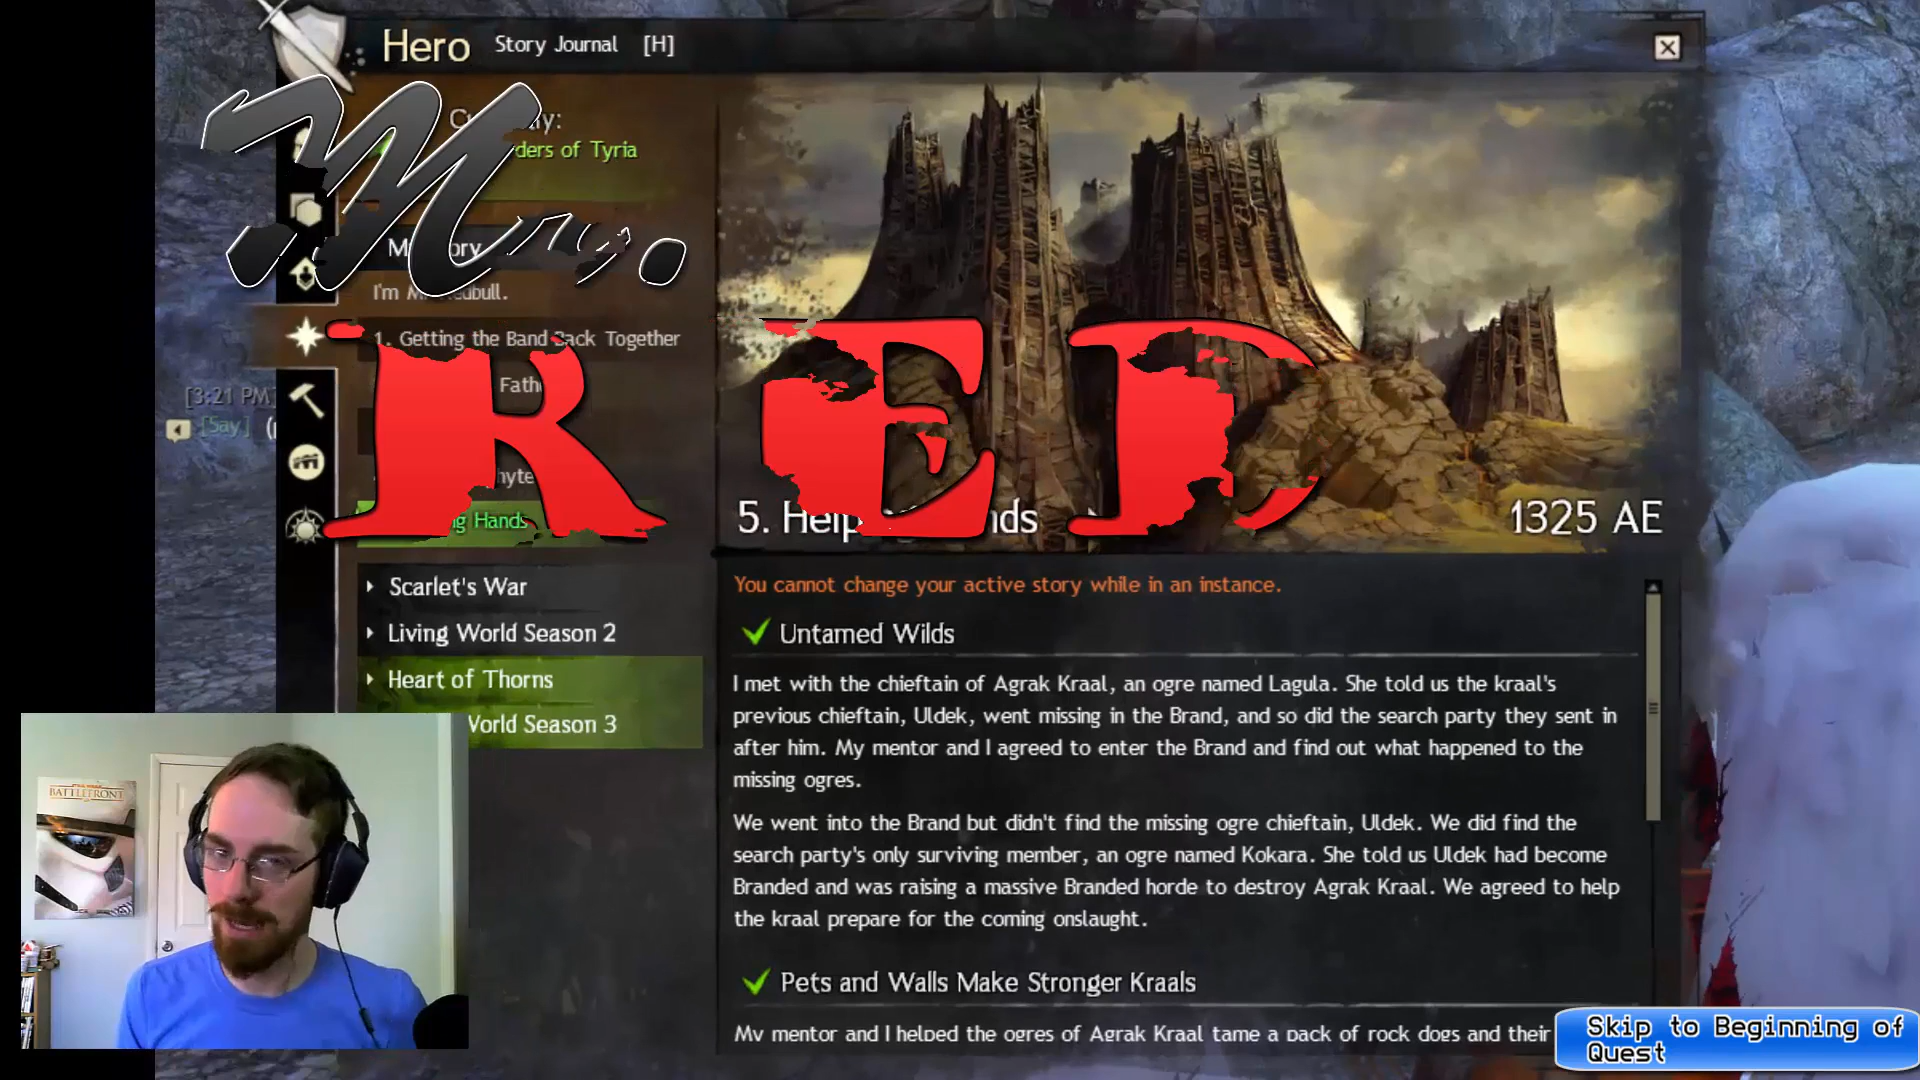 Hero Story Journal [H]
ders of Tyria
My Story
I'm Mr. Redbull.
Mr.
RED
1. Getting the Band Back Together
[3:21 PM]
[Say]
Hands
5. Helping Hands
1325 AE
Scarlet's War
Living World Season 2
Heart of Thorns
World Season 3
You cannot change your active story while in an instance.
Untamed Wilds
I met with the chieftain of Agrak Kraal, an ogre named Lagula. She told us the kraal's
previous chieftain, Uldek, went missing in the Brand, and so did the search party they sent in
after him. My mentor and I agreed to enter the Brand and find out what happened to the
missing ogres.
We went into the Brand but didn't find the missing ogre chieftain, Uldek. We did find the
search party's only surviving member, an ogre named Kokara. She told us Uldek had become
Branded and was raising a massive Branded horde to destroy Agrak Kraal. We agreed to help
the kraal prepare for the coming onslaught.
Pets and Walls Make Stronger Kraals
My mentor and I helped the ogres of Agrak Kraal tame a pack of rock dogs and their
BATTLEFRONT
Skip to Beginning of
Quest